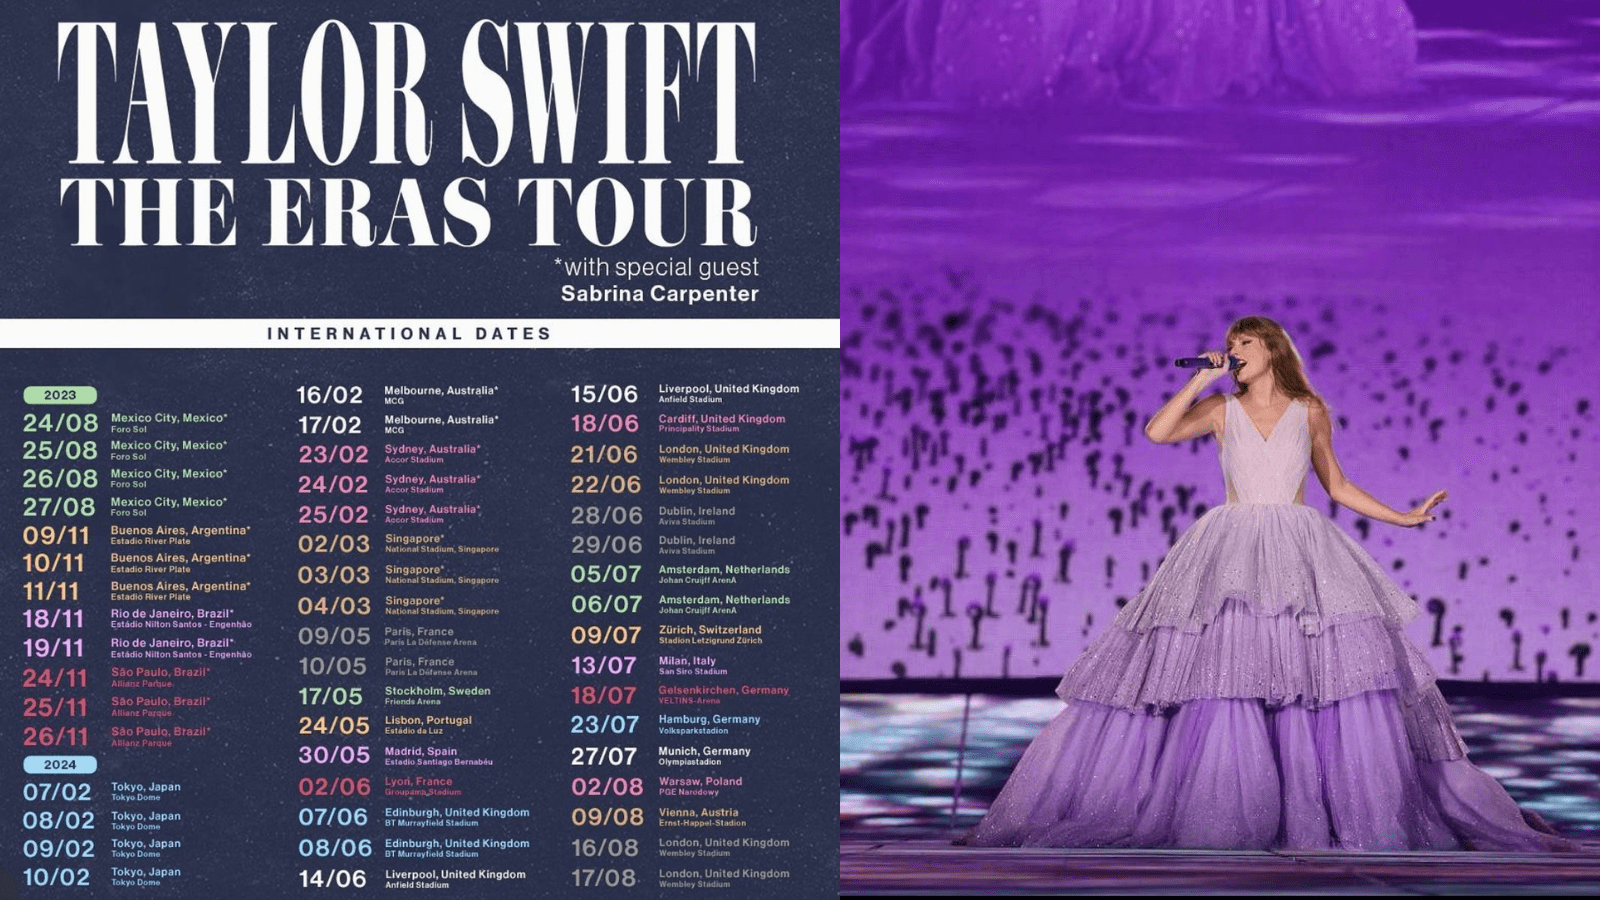 TAYLOR SWIFT
THE ERAS TOUR
*with special guest
Sabrina Carpenter
INTERNATIONAL DATES
2023
24/08 Mexico City, Mexico*
Foro Sol
25/08 Mexico City, Mexico*
Foro Sol
26/08 Mexico City, Mexico*
Foro Sol
27/08 Mexico City, Mexico*
Foro Sol
09/11 Buenos Aires, Argentina*
Estadio River Plate
10/11 Buenos Aires, Argentina*
Estadio River Plate
11/11 Buenos Aires, Argentina*
Estadio River Plate
18/11 Rio de Janeiro, Brazil*
Estádio Nilton Santos - Engenhão
19/11 Rio de Janeiro, Brazil*
Estádio Nilton Santos - Engenhão
24/11 São Paulo, Brazil*
Allianz Parque
25/11 São Paulo, Brazil*
Allianz Parque
26/11 São Paulo, Brazil*
Allianz Parque
2024
07/02 Tokyo, Japan
Tokyo Dome
08/02 Tokyo, Japan
Tokyo Dome
09/02 Tokyo, Japan
Tokyo Dome
10/02 Tokyo, Japan
Tokyo Dome
16/02 Melbourne, Australia*
MCG
17/02 Melbourne, Australia*
MCG
23/02 Sydney, Australia*
Accor Stadium
24/02 Sydney, Australia*
Accor Stadium
25/02 Sydney, Australia*
Accor Stadium
02/03 Singapore*
National Stadium, Singapore
03/03 Singapore*
National Stadium, Singapore
04/03 Singapore*
National Stadium, Singapore
09/05 Paris, France
Paris La Défense Arena
10/05 Paris, France
Paris La Défense Arena
17/05 Stockholm, Sweden
Friends Arena
24/05 Lisbon, Portugal
Estádio da Luz
30/05 Madrid, Spain
Estadio Santiago Bernabéu
02/06 Lyon, France
Groupama Stadium
07/06 Edinburgh, United Kingdom
BT Murrayfield Stadium
08/06 Edinburgh, United Kingdom
BT Murrayfield Stadium
14/06 Liverpool, United Kingdom
Anfield Stadium
15/06 Liverpool, United Kingdom
Anfield Stadium
18/06 Cardiff, United Kingdom
Principality Stadium
21/06 London, United Kingdom
Wembley Stadium
22/06 London, United Kingdom
Wembley Stadium
28/06 Dublin, Ireland
Aviva Stadium
29/06 Dublin, Ireland
Aviva Stadium
05/07 Amsterdam, Netherlands
Johan Cruijff ArenA
06/07 Amsterdam, Netherlands
Johan Cruijff ArenA
09/07 Zürich, Switzerland
Stadion Letzigrund Zürich
13/07 Milan, Italy
San Siro Stadium
18/07 Gelsenkirchen, Germany
VELTINS-Arena
23/07 Hamburg, Germany
Volksparkstadion
27/07 Munich, Germany
Olympiastadion
02/08 Warsaw, Poland
PGE Narodowy
09/08 Vienna, Austria
Ernst-Happel-Stadion
16/08 London, United Kingdom
Wembley Stadium
17/08 London, United Kingdom
Wembley Stadium